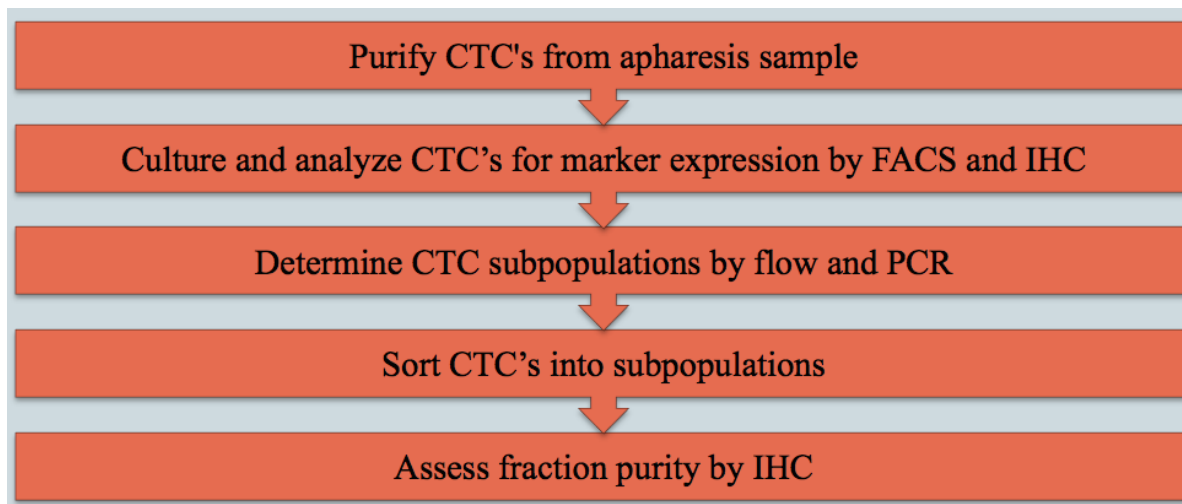 Purify CTC's from apharesis sample
Culture and analyze CTC’s for marker expression by FACS and IHC
Determine CTC subpopulations by flow and PCR
Sort CTC’s into subpopulations
Assess fraction purity by IHC